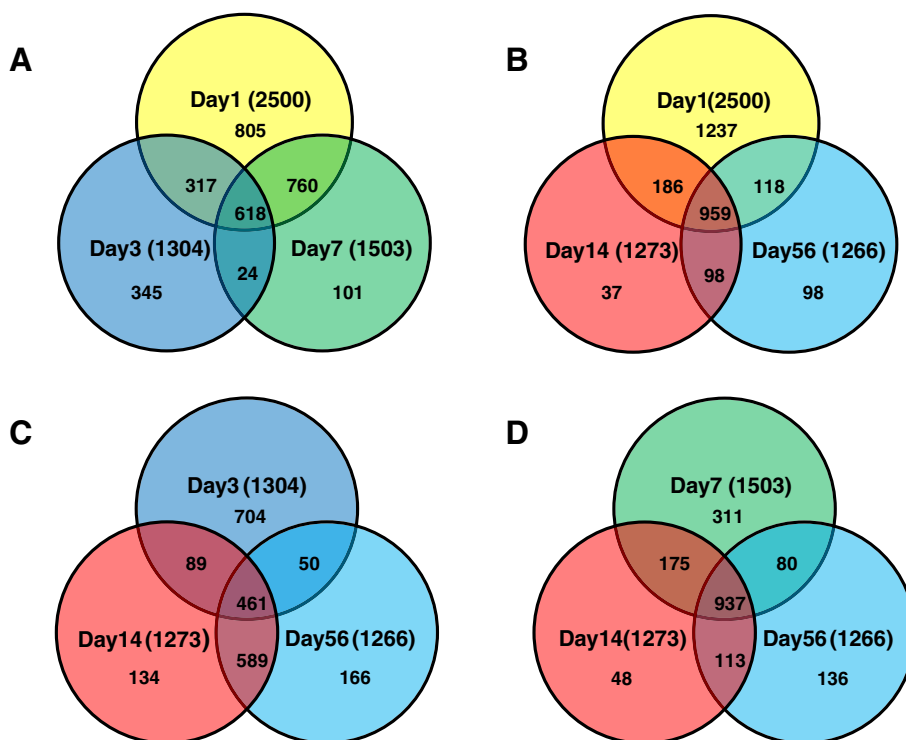 A
Day1 (2500)
805
317
760
618
Day3 (1304)
Day7 (1503)
24
345
101
B
Day1(2500)
1237
186
118
959
Day14 (1273)
Day56 (1266)
98
37
98
C
Day3 (1304)
704
89
50
461
Day14 (1273)
Day56 (1266)
589
134
166
D
Day7 (1503)
311
175
80
937
Day14(1273)
Day56 (1266)
113
48
136